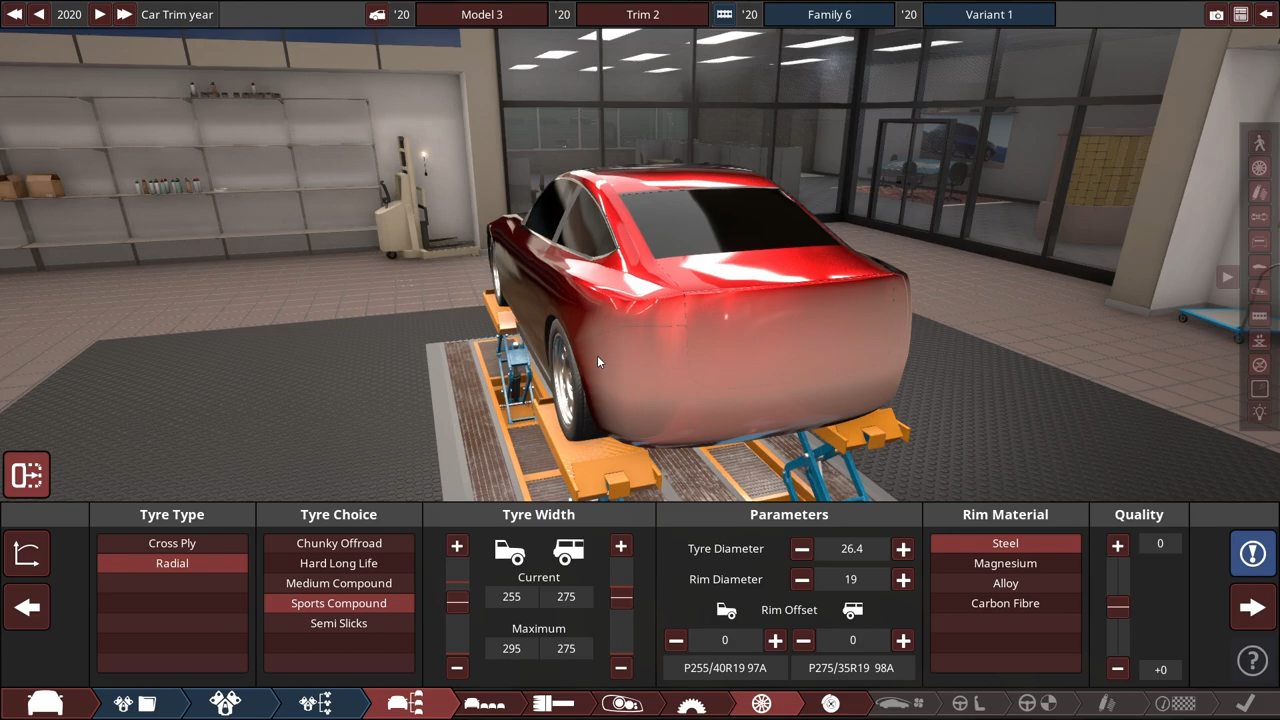 2020 Car Trim year '20 Model 3 '20 Trim 2 '20 Family 6 '20 Variant 1
Tyre Type
Cross Ply
Radial
Tyre Choice
Chunky Offroad
Hard Long Life
Medium Compound
Sports Compound
Semi Slicks
Tyre Width
Current
255 275
Maximum
295 275
Parameters
Tyre Diameter 26.4
Rim Diameter 19
Rim Offset
0 0
P255/40R19 97A P275/35R19 98A
Rim Material
Steel
Magnesium
Alloy
Carbon Fibre
Quality
0
+0